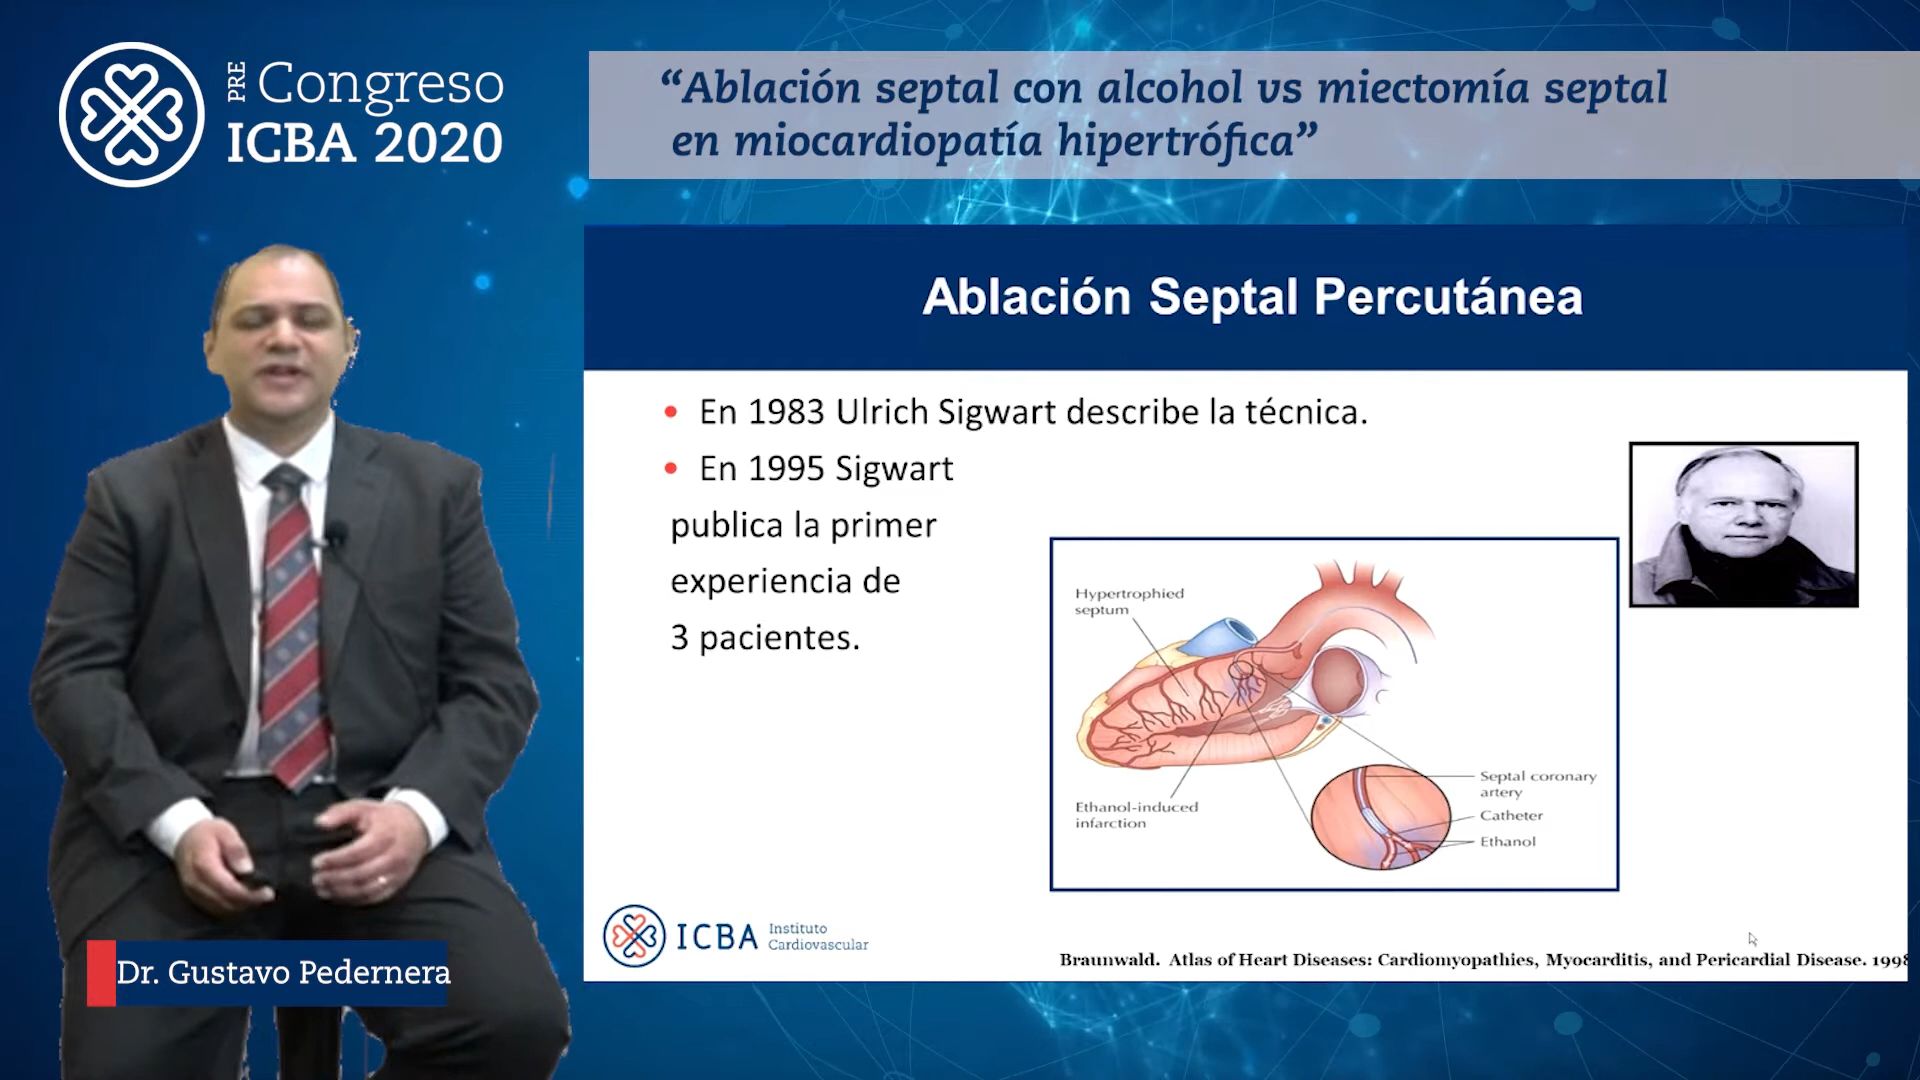 PRE
Congreso
ICBA 2020
“Ablación septal con alcohol vs miectomía septal
en miocardiopatía hipertrófica”
Ablación Septal Percutánea
• En 1983 Ulrich Sigwart describe la técnica.
• En 1995 Sigwart
publica la primer
experiencia de
3 pacientes.
Hypertrophied
septum
Ethanol-induced
infarction
Septal coronary
artery
Catheter
Ethanol
ICBA
Instituto
Cardiovascular
Braunwald. Atlas of Heart Diseases: Cardiomyopathies, Myocarditis, and Pericardial Disease. 1998
Dr. Gustavo Pedernera